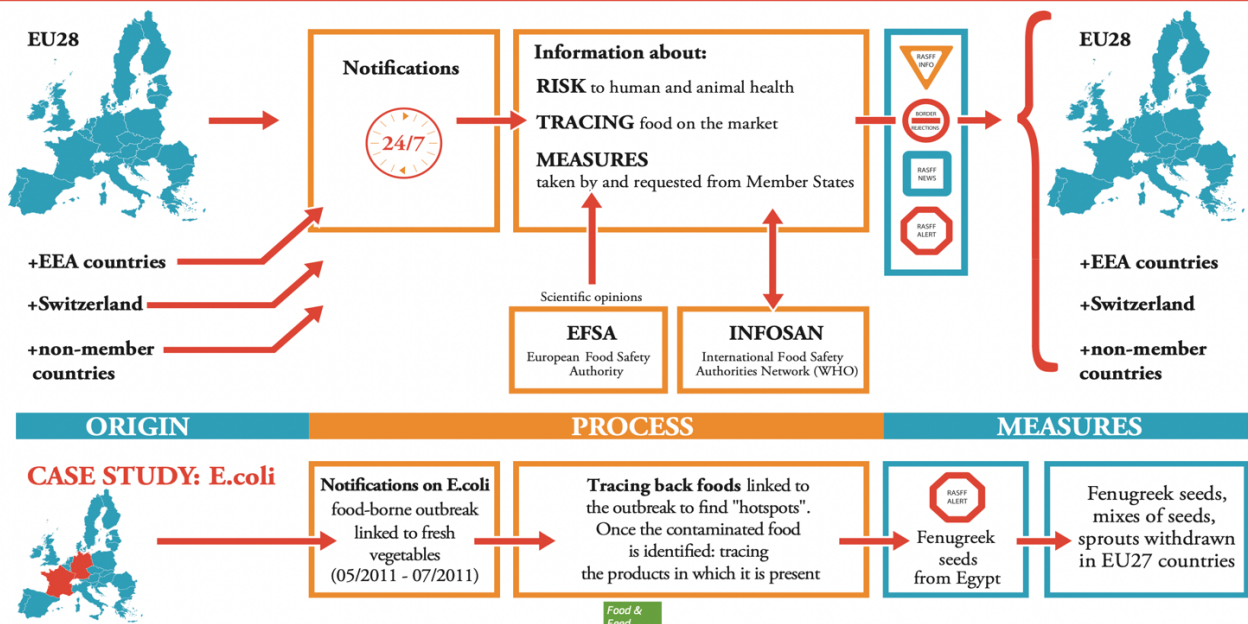 EU28
+EEA countries
+Switzerland
+non-member
countries
Notifications
24/7
Information about:
RISK to human and animal health
TRACING food on the market
MEASURES
taken by and requested from Member States
Scientific opinions
EFSA
European Food Safety
Authority
INFOSAN
International Food Safety
Authorities Network (WHO)
RASFF
INFO
BORDER
REJECTIONS
RASFF
NEWS
RASFF
ALERT
EU28
+EEA countries
+Switzerland
+non-member
countries
ORIGIN
PROCESS
MEASURES
CASE STUDY: E.coli
Notifications on E.coli
food-borne outbreak
linked to fresh
vegetables
(05/2011 - 07/2011)
Tracing back foods linked to
the outbreak to find "hotspots".
Once the contaminated food
is identified: tracing
the products in which it is present
RASFF
ALERT
Fenugreek
seeds
from Egypt
Fenugreek seeds,
mixes of seeds,
sprouts withdrawn
in EU27 countries
Food &
Feed